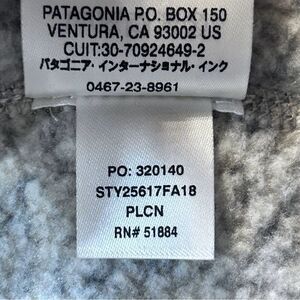 PATAGONIA P.O. BOX 150
VENTURA, CA 93002 US
CUIT:30-70924649-2
パタゴニア・インターナショナル・インク
0467-23-8961
PO: 320140
STY25617FA18
PLCN
RN# 51884